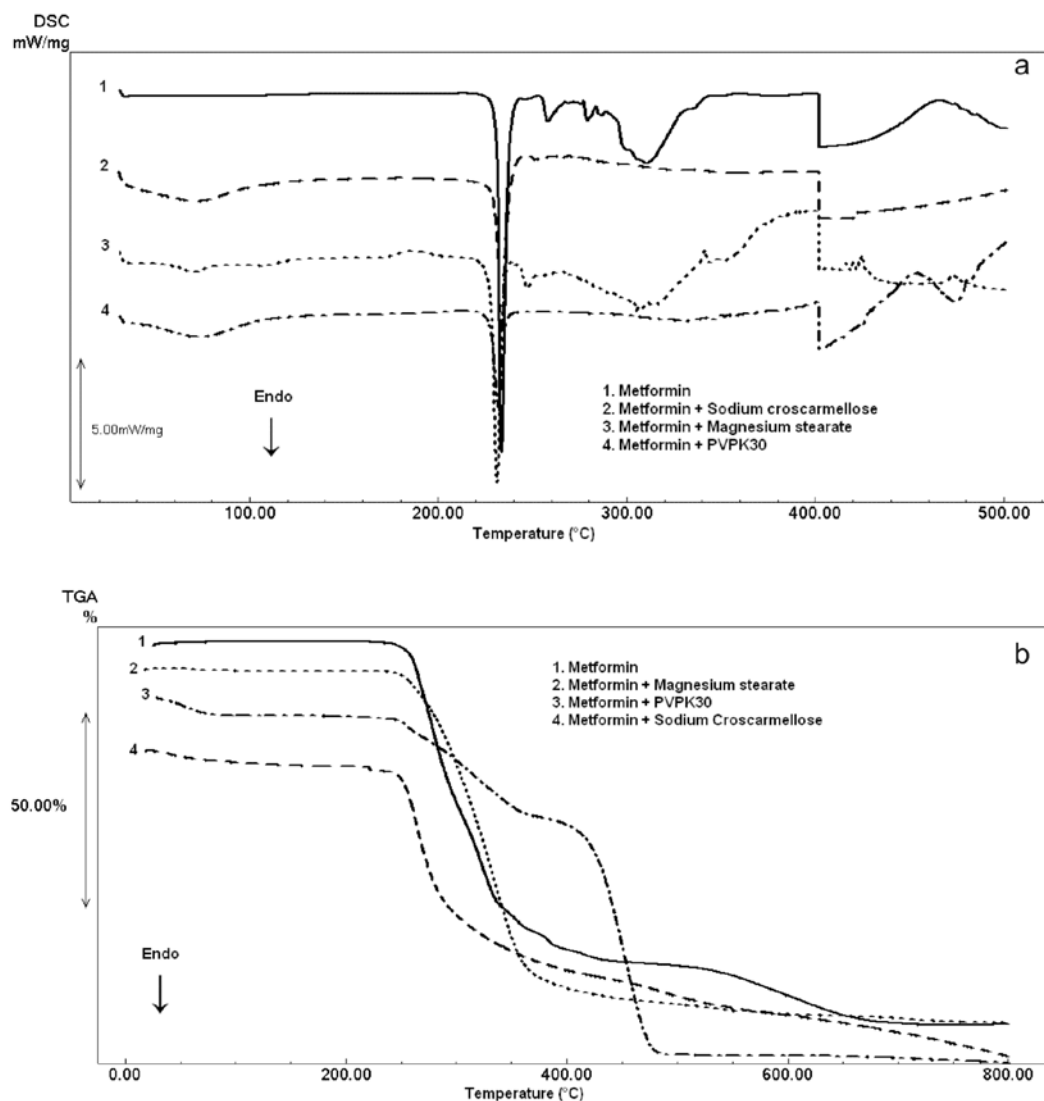 DSC
mW/mg
a
1
2
3
4
Endo
5.00mW/mg
1. Metformin
2. Metformin + Sodium croscarmellose
3. Metformin + Magnesium stearate
4. Metformin + PVPK30
100.00 200.00 300.00 400.00 500.00
Temperature (°C)
TGA
%
b
1
2
3
4
1. Metformin
2. Metformin + Magnesium stearate
3. Metformin + PVPK30
4. Metformin + Sodium Croscarmellose
50.00%
Endo
0.00 200.00 400.00 600.00 800.00
Temperature (°C)